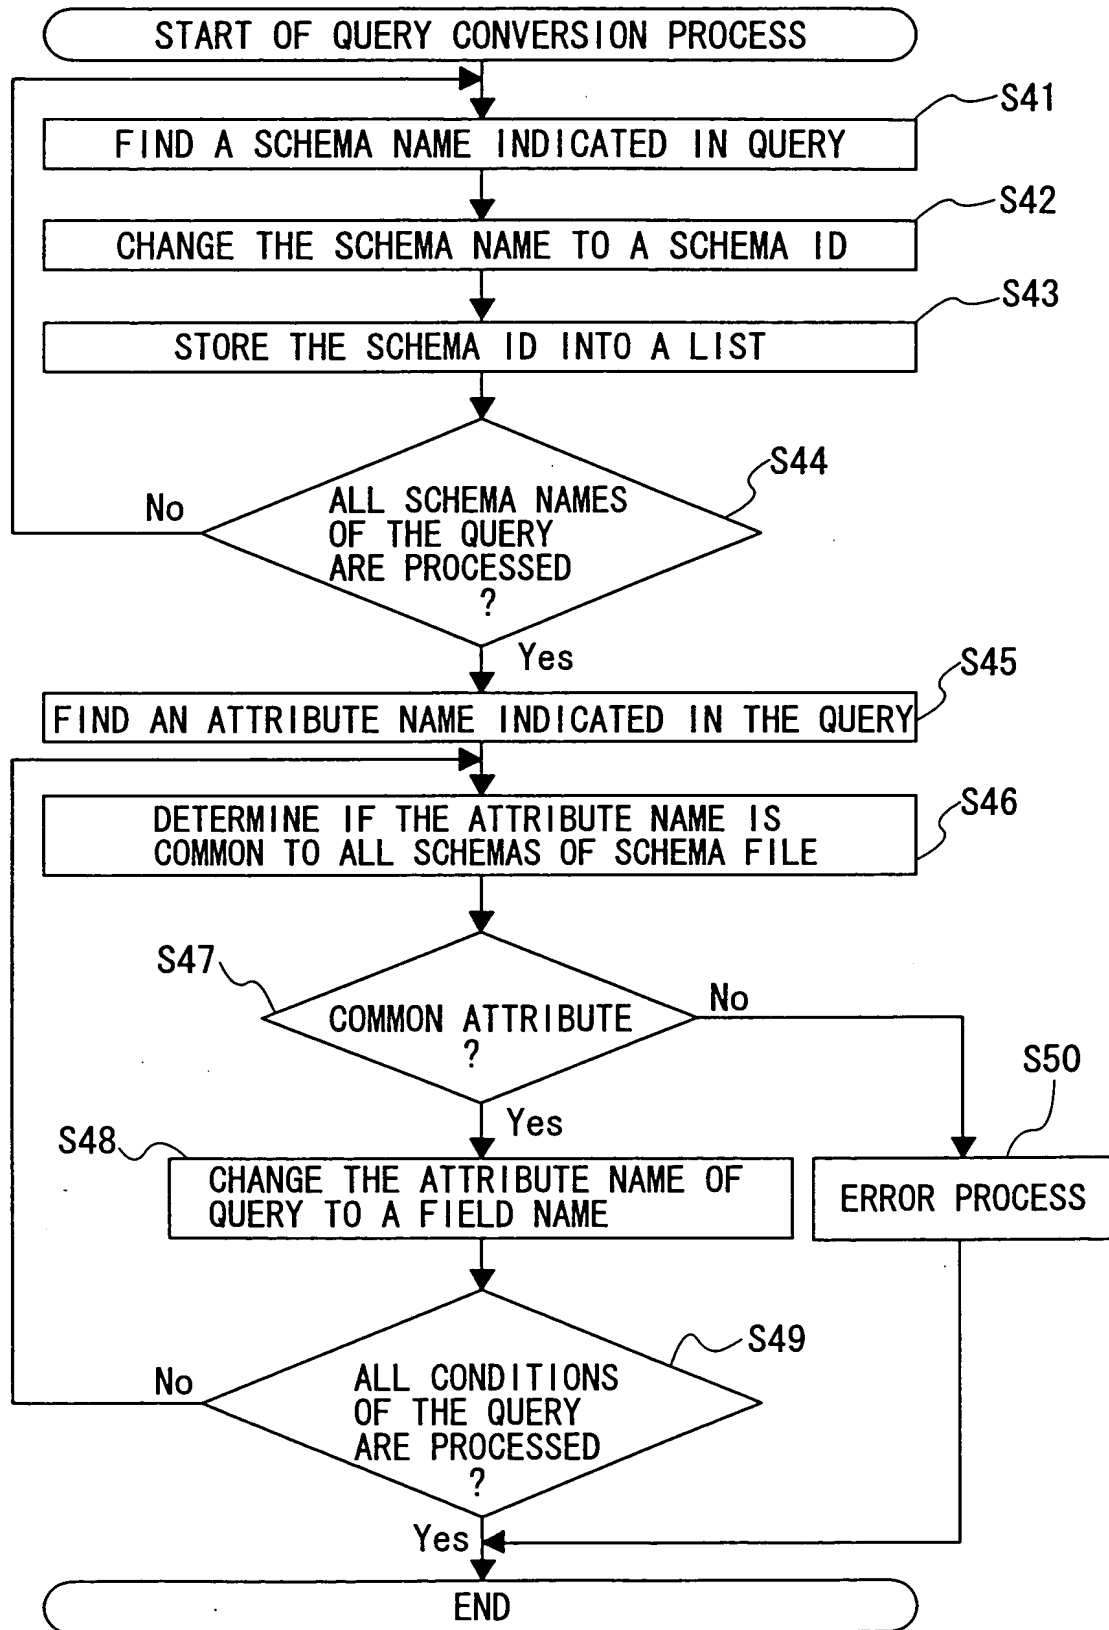 START OF QUERY CONVERSION PROCESS
S41
FIND A SCHEMA NAME INDICATED IN QUERY
S42
CHANGE THE SCHEMA NAME TO A SCHEMA ID
S43
STORE THE SCHEMA ID INTO A LIST
S44
No
ALL SCHEMA NAMES
OF THE QUERY
ARE PROCESSED
?
Yes
S45
FIND AN ATTRIBUTE NAME INDICATED IN THE QUERY
S46
DETERMINE IF THE ATTRIBUTE NAME IS
COMMON TO ALL SCHEMAS OF SCHEMA FILE
S47
No
COMMON ATTRIBUTE
?
S50
Yes
S48
CHANGE THE ATTRIBUTE NAME OF
QUERY TO A FIELD NAME
ERROR PROCESS
S49
No
ALL CONDITIONS
OF THE QUERY
ARE PROCESSED
?
Yes
END